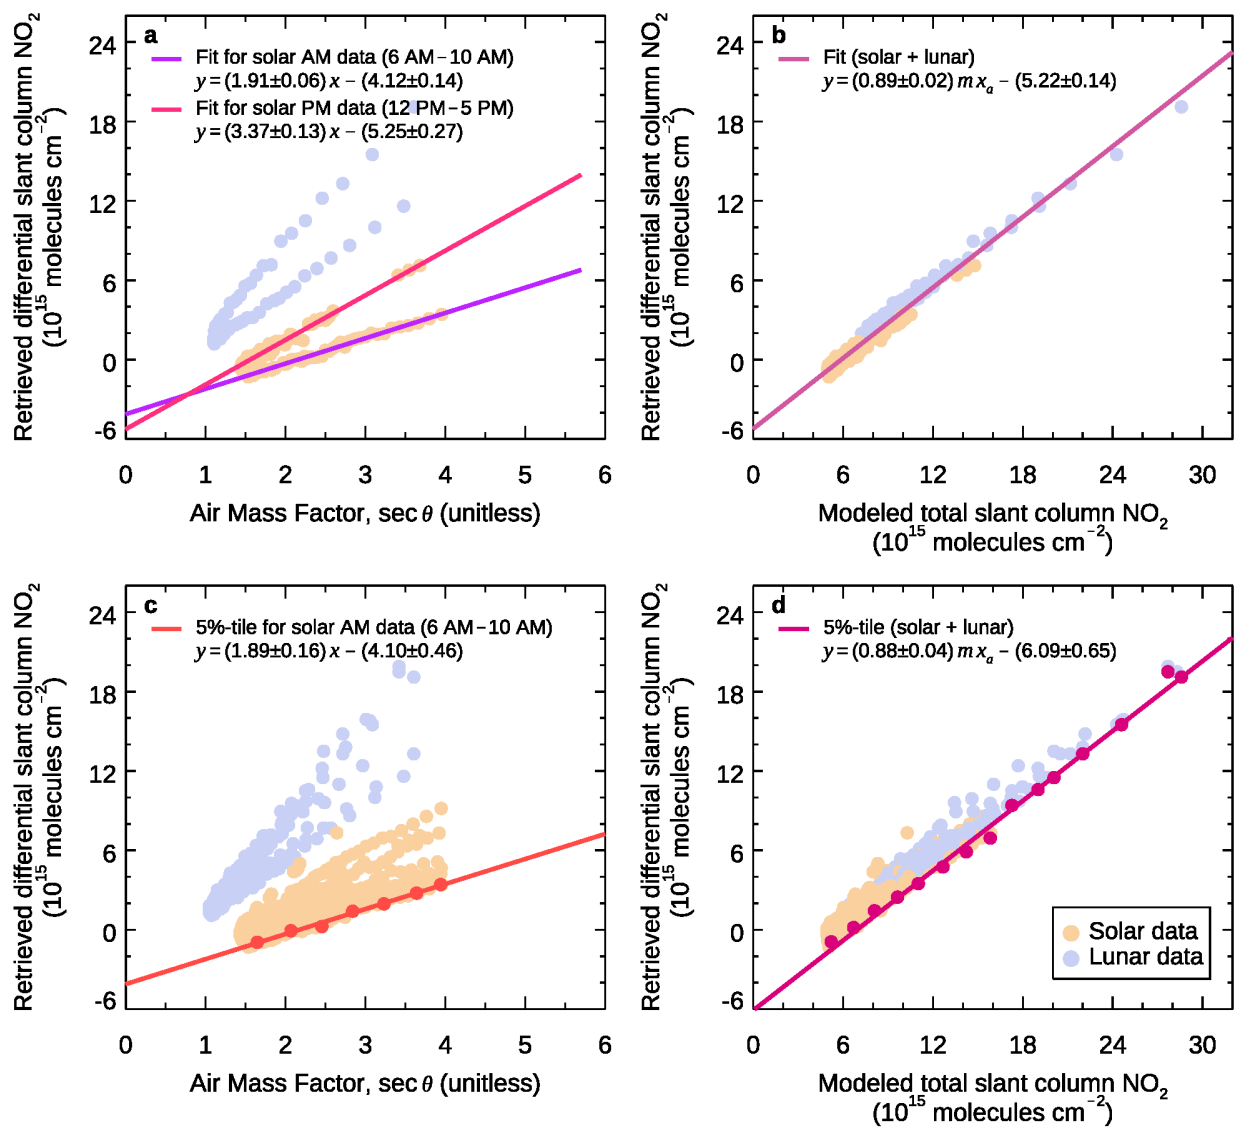 a
Fit for solar AM data (6 AM–10 AM)
y = (1.91±0.06) x – (4.12±0.14)
Fit for solar PM data (12 PM–5 PM)
y = (3.37±0.13) x – (5.25±0.27)
24
18
12
6
0
-6
0 1 2 3 4 5 6
Retrieved differential slant column NO2
(10^15 molecules cm^−2)
Air Mass Factor, sec θ (unitless)
b
Fit (solar + lunar)
y = (0.89±0.02) m xa – (5.22±0.14)
24
18
12
6
0
-6
0 6 12 18 24 30
Retrieved differential slant column NO2
(10^15 molecules cm^−2)
Modeled total slant column NO2
(10^15 molecules cm^−2)
c
5%-tile for solar AM data (6 AM–10 AM)
y = (1.89±0.16) x – (4.10±0.46)
24
18
12
6
0
-6
0 1 2 3 4 5 6
Retrieved differential slant column NO2
(10^15 molecules cm^−2)
Air Mass Factor, sec θ (unitless)
d
5%-tile (solar + lunar)
y = (0.88±0.04) m xa – (6.09±0.65)
24
18
12
6
0
-6
0 6 12 18 24 30
Retrieved differential slant column NO2
(10^15 molecules cm^−2)
Modeled total slant column NO2
(10^15 molecules cm^−2)
Solar data
Lunar data